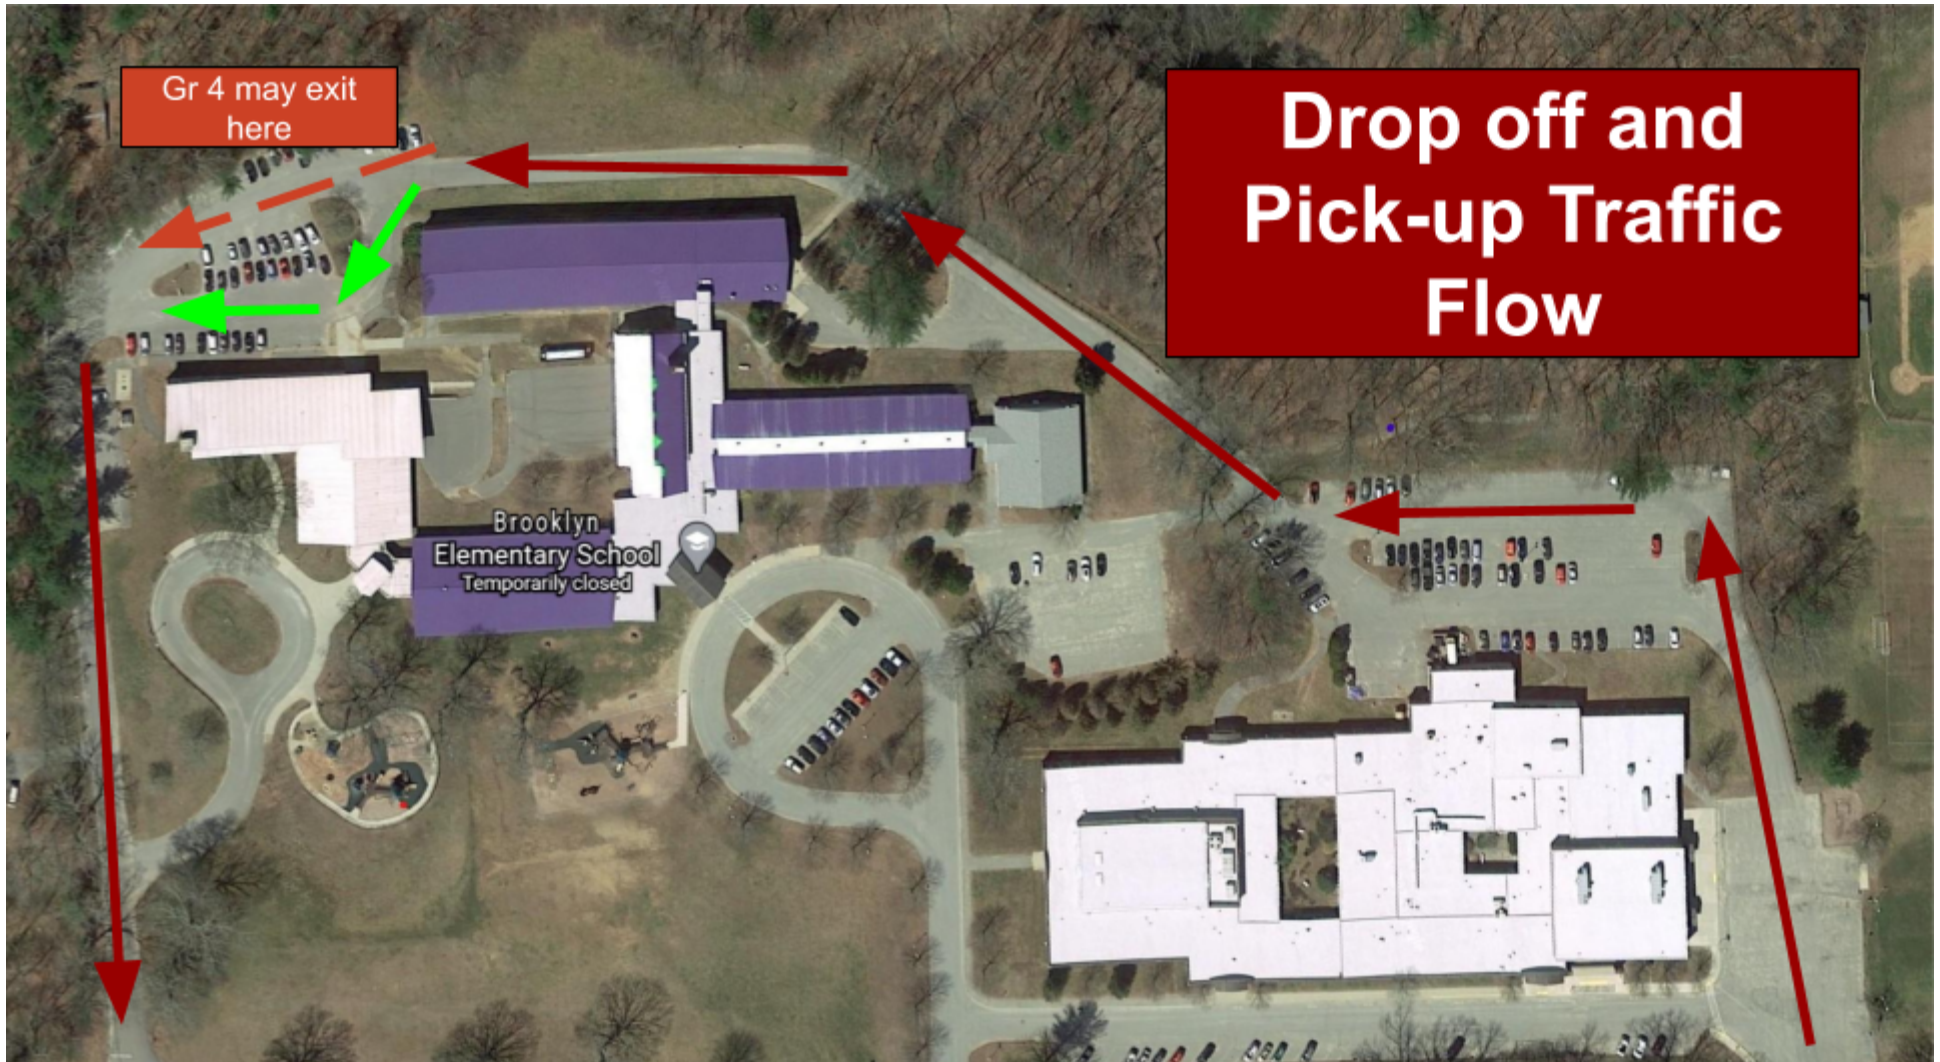 Gr 4 may exit
here
Drop off and
Pick-up Traffic
Flow
Brooklyn
Elementary School
Temporarily closed